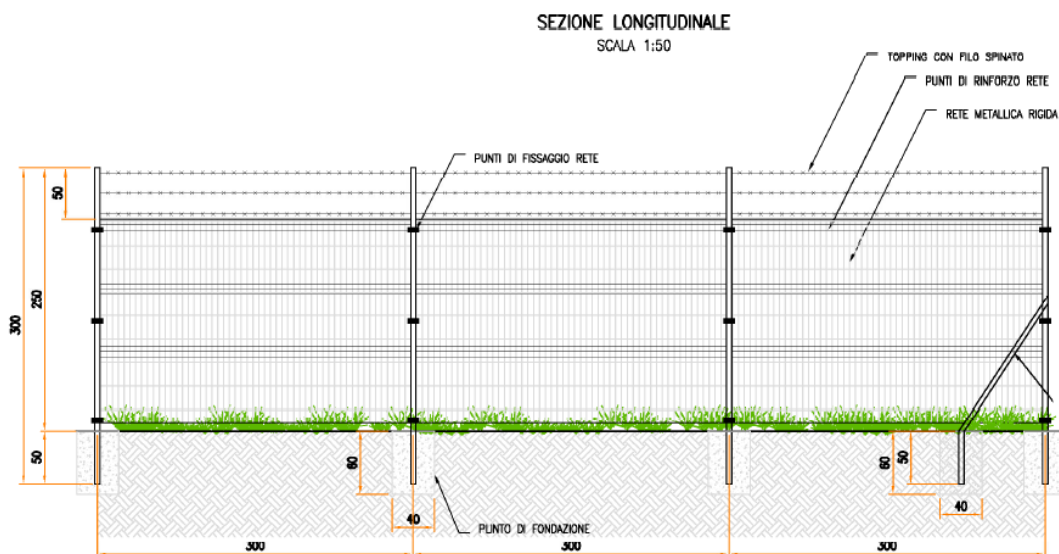 SEZIONE LONGITUDINALE
SCALA 1:50
TOPPING CON FILO SPINATO
PUNTI DI RINFORZO RETE
RETE METALLICA RIGIDA
PUNTI DI FISSAGGIO RETE
50
250
300
50
60
40
PUNTO DI FONDAZIONE
60
50
40
300
300
300